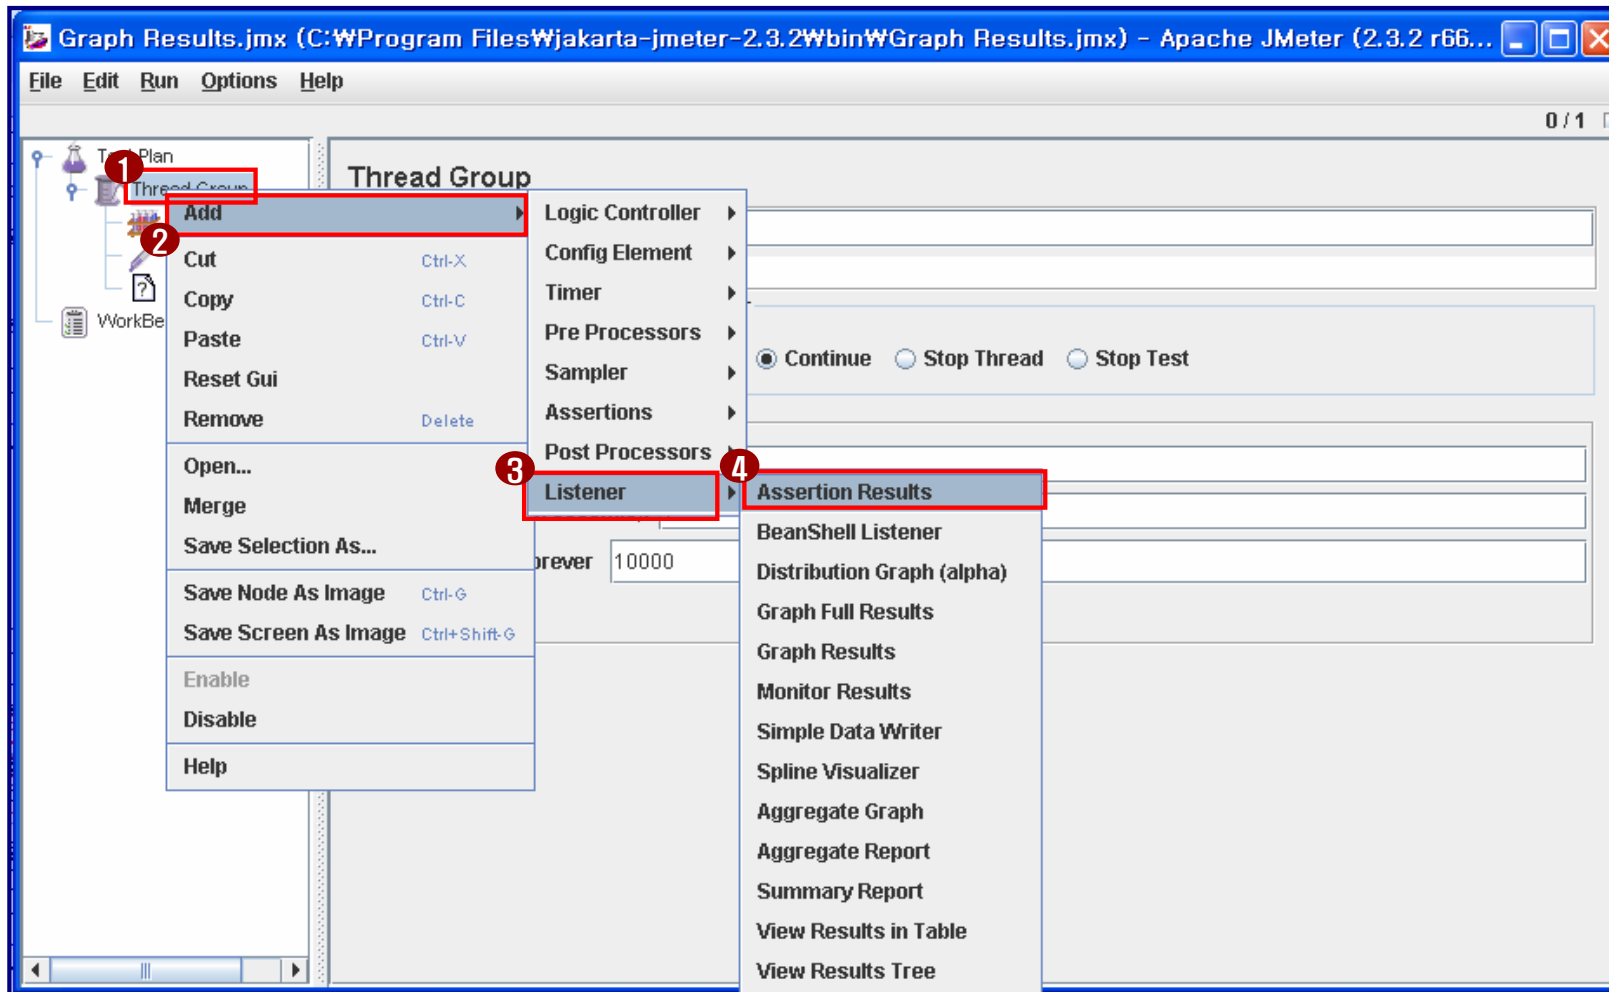 Graph Results.jmx (C:₩Program Files₩jakarta-jmeter-2.3.2₩bin₩Graph Results.jmx) - Apache JMeter (2.3.2 r66...
File Edit Run Options Help
0 / 1
Plan
1
Thread Group
WorkBe
Thread Group
2
Add
Cut Ctrl-X
Copy Ctrl-C
Paste Ctrl-V
Reset Gui
Remove Delete
Open...
Merge
Save Selection As...
Save Node As Image Ctrl-G
Save Screen As Image Ctrl+Shift-G
Enable
Disable
Help
Logic Controller
Config Element
Timer
Pre Processors
Sampler
Assertions
Post Processors
3
Listener
Continue Stop Thread Stop Test
orever 10000
4
Assertion Results
BeanShell Listener
Distribution Graph (alpha)
Graph Full Results
Graph Results
Monitor Results
Simple Data Writer
Spline Visualizer
Aggregate Graph
Aggregate Report
Summary Report
View Results in Table
View Results Tree